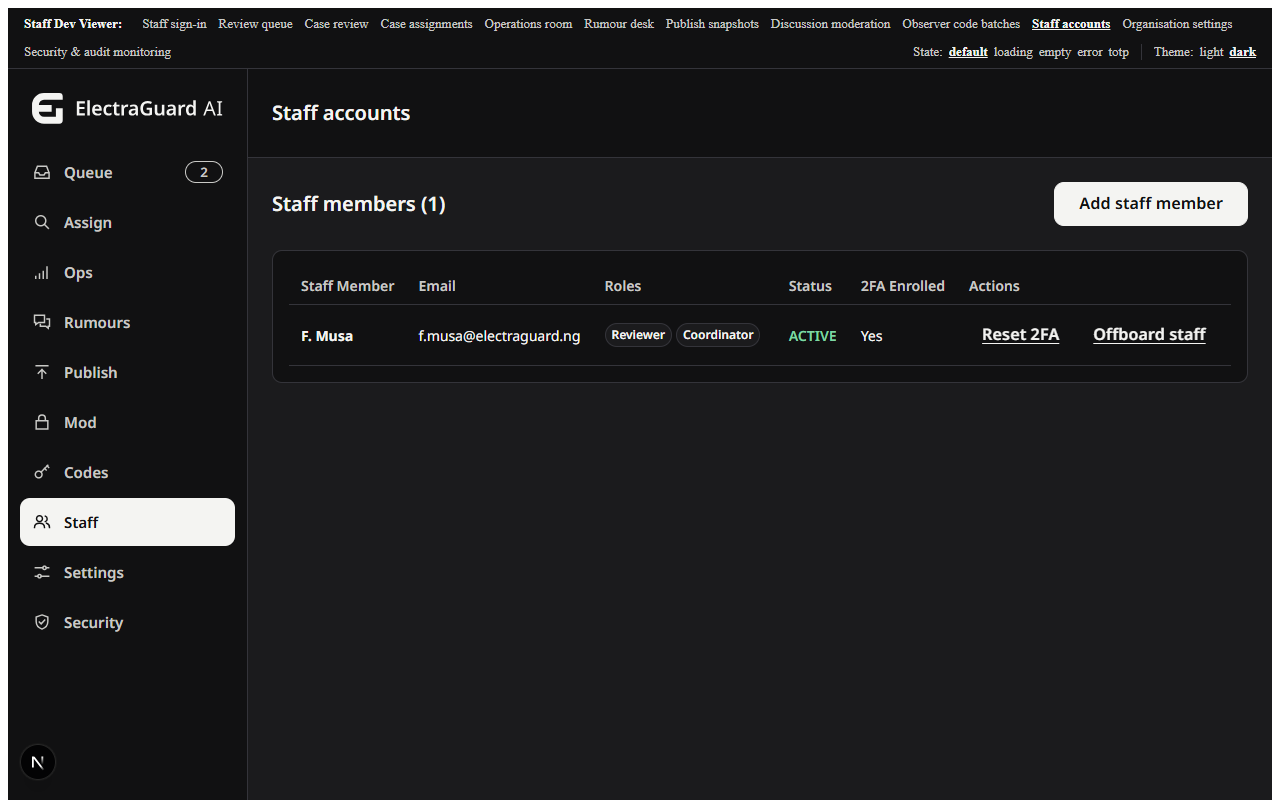 Staff Dev Viewer: Staff sign-in Review queue Case review Case assignments Operations room Rumour desk Publish snapshots Discussion moderation Observer code batches Staff accounts Organisation settings
Security & audit monitoring State: default loading empty error totp Theme: light dark
ElectraGuard AI
Staff accounts
Queue 2
Assign
Ops
Rumours
Publish
Mod
Codes
Staff
Settings
Security
N
Staff members (1) Add staff member
Staff Member Email Roles Status 2FA Enrolled Actions
F. Musa f.musa@electraguard.ng Reviewer Coordinator ACTIVE Yes Reset 2FA Offboard staff